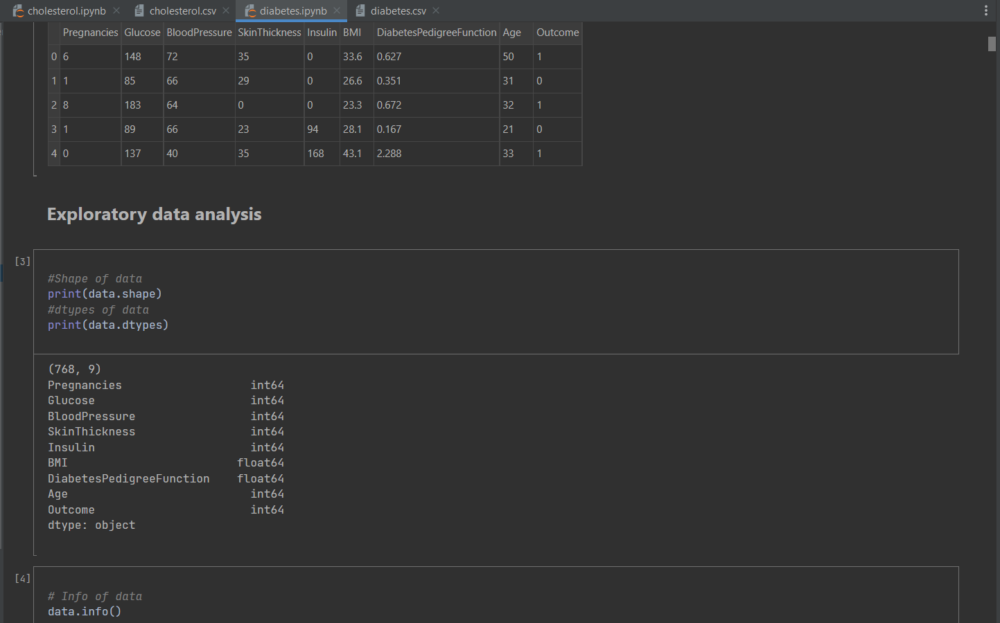 cholesterol.ipynb cholesterol.csv diabetes.ipynb diabetes.csv
Pregnancies Glucose BloodPressure SkinThickness Insulin BMI DiabetesPedigreeFunction Age Outcome
0 6 148 72 35 0 33.6 0.627 50 1
1 1 85 66 29 0 26.6 0.351 31 0
2 8 183 64 0 0 23.3 0.672 32 1
3 1 89 66 23 94 28.1 0.167 21 0
4 0 137 40 35 168 43.1 2.288 33 1
Exploratory data analysis
[3]
#Shape of data
print(data.shape)
#dtypes of data
print(data.dtypes)
(768, 9)
Pregnancies int64
Glucose int64
BloodPressure int64
SkinThickness int64
Insulin int64
BMI float64
DiabetesPedigreeFunction float64
Age int64
Outcome int64
dtype: object
[4]
# Info of data
data.info()